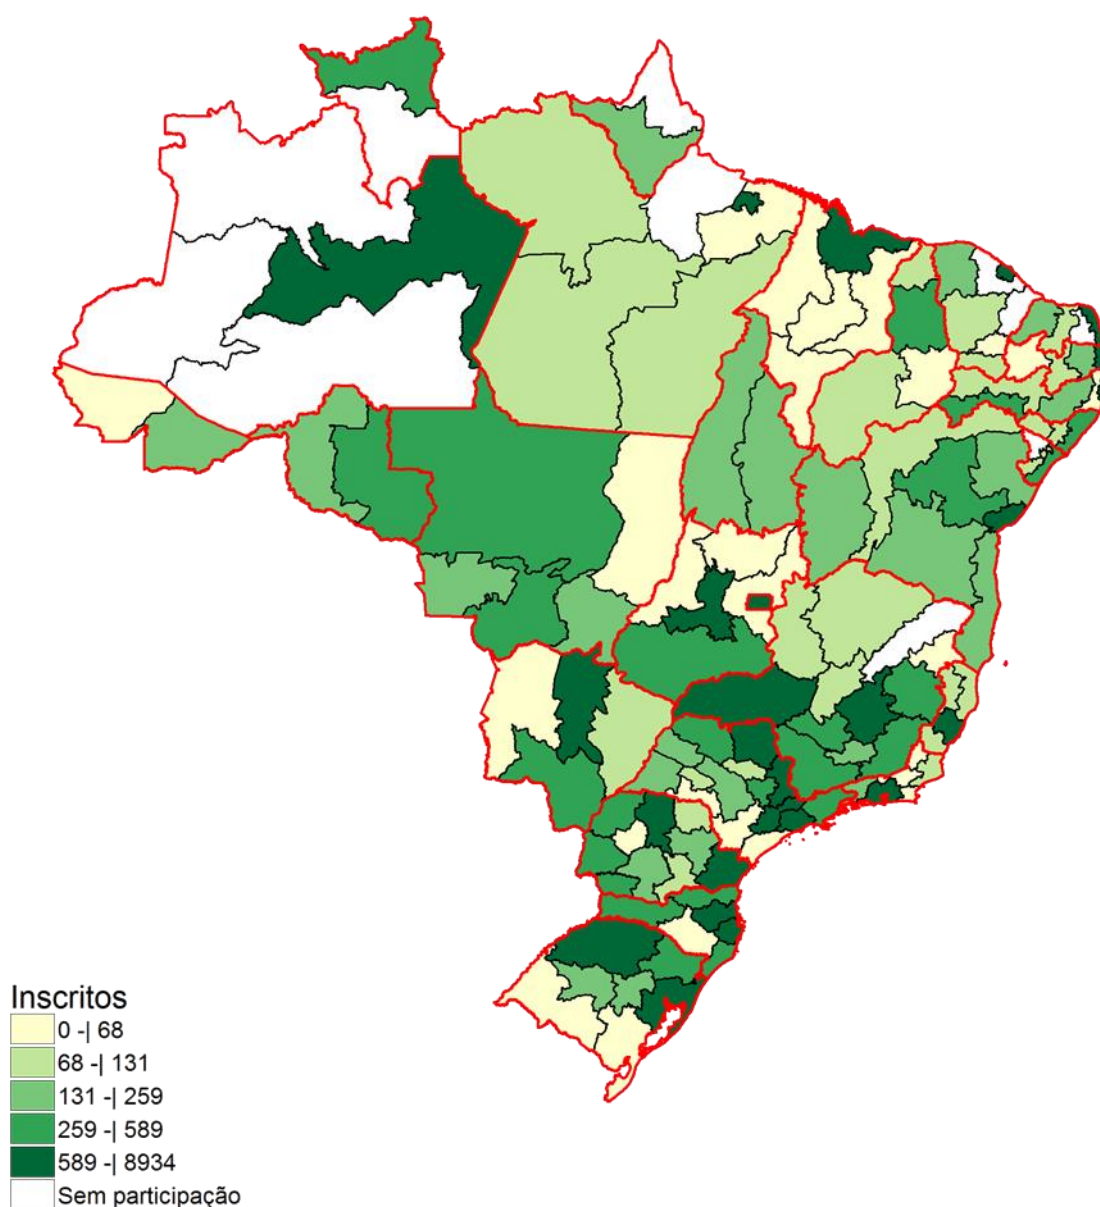 Inscritos
0 -| 68
68 -| 131
131 -| 259
259 -| 589
589 -| 8934
Sem participação